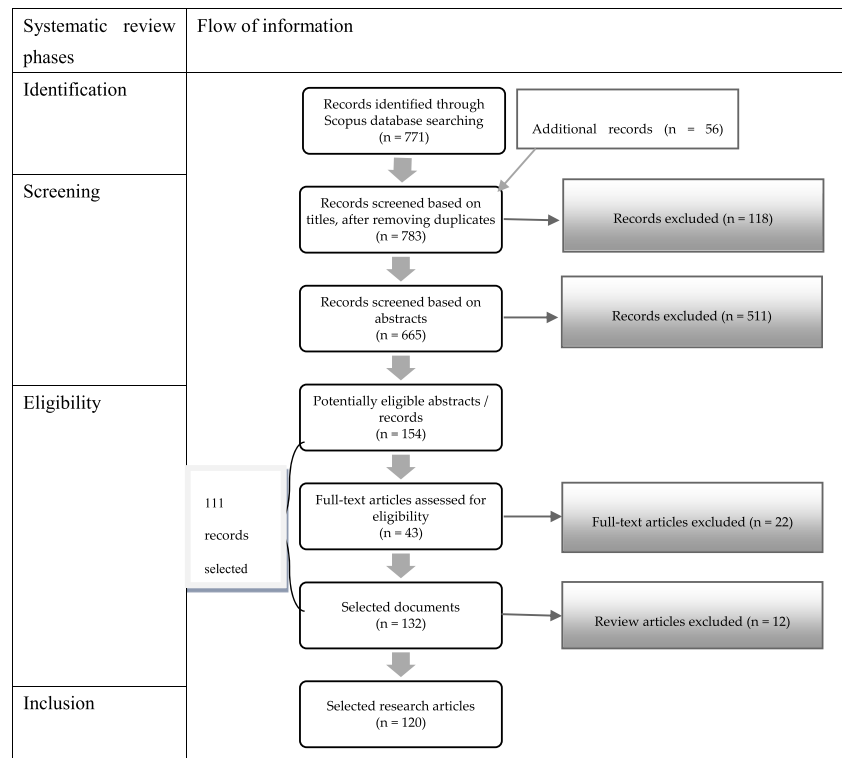 Systematic review
phases
Flow of information
Identification
Records identified through
Scopus database searching
(n = 771)
Additional records (n = 56)
Screening
Records screened based on
titles, after removing duplicates
(n = 783)
Records excluded (n = 118)
Records screened based on
abstracts
(n = 665)
Records excluded (n = 511)
Eligibility
Potentially eligible abstracts /
records
(n = 154)
111
records
selected
Full-text articles assessed for
eligibility
(n = 43)
Full-text articles excluded (n = 22)
Selected documents
(n = 132)
Review articles excluded (n = 12)
Inclusion
Selected research articles
(n = 120)